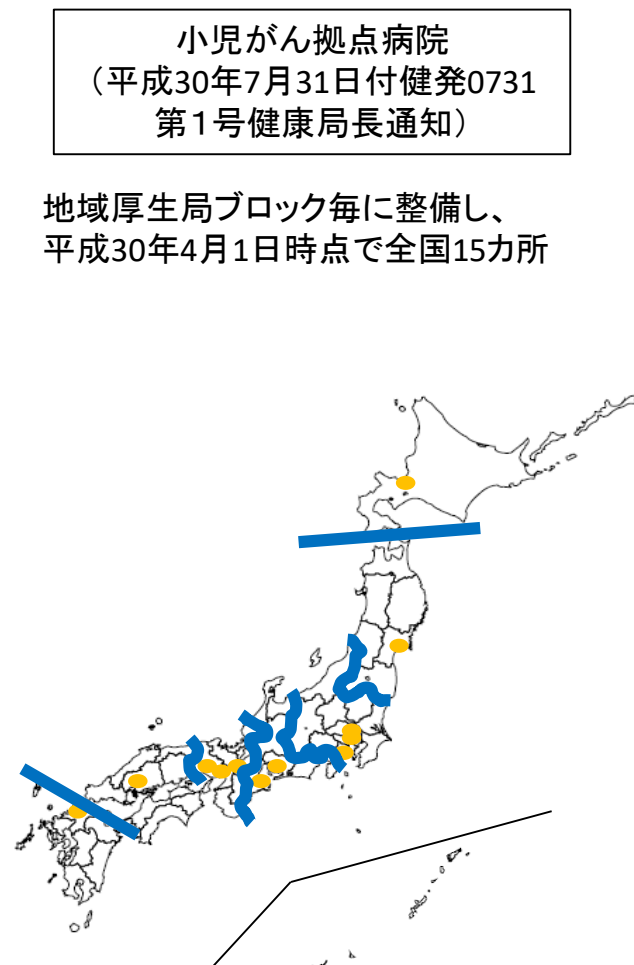 小児がん拠点病院
（平成30年7月31日付健発0731
第１号健康局長通知）
地域厚生局ブロック毎に整備し、
平成30年4月1日時点で全国15カ所